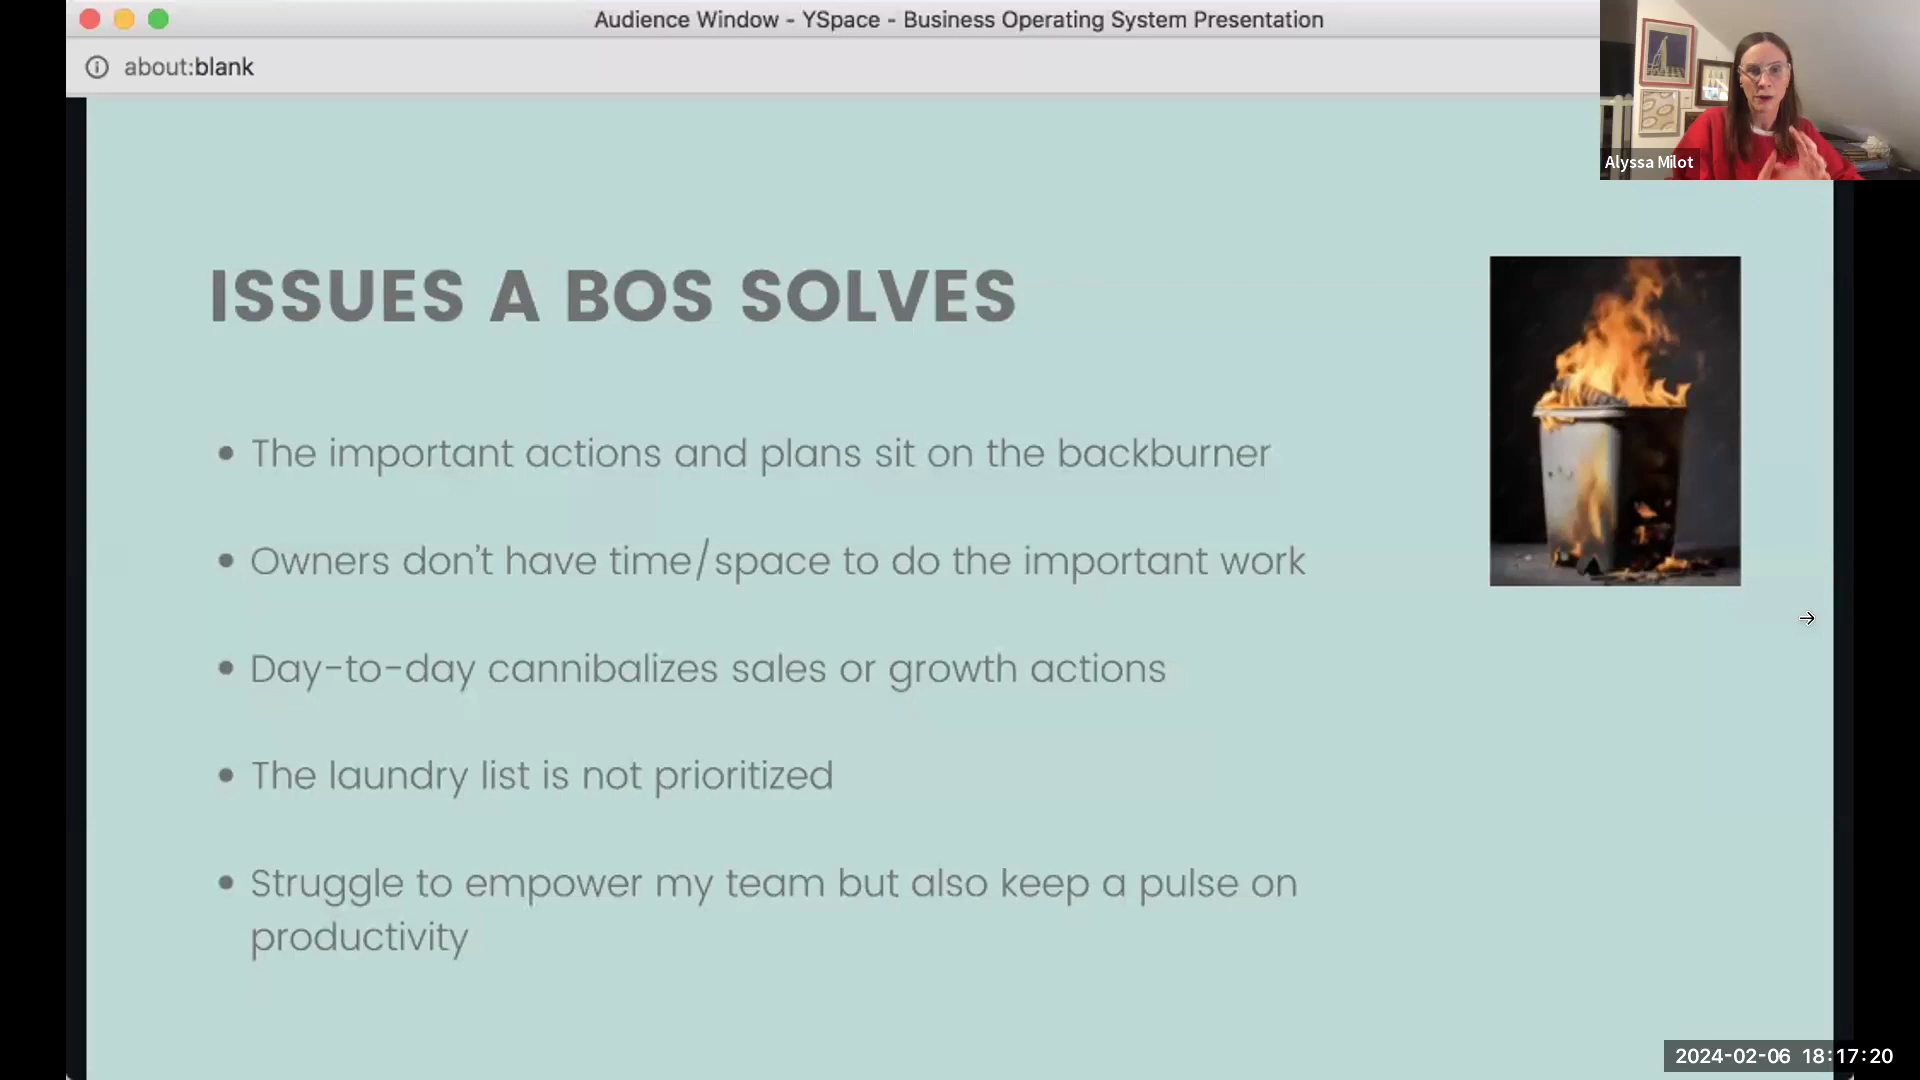 Audience Window - YSpace - Business Operating System Presentation
about:blank
Alyssa Milot
ISSUES A BOS SOLVES
• The important actions and plans sit on the backburner
• Owners don't have time/space to do the important work
• Day-to-day cannibalizes sales or growth actions
• The laundry list is not prioritized
• Struggle to empower my team but also keep a pulse on
productivity
2024-02-06 18:17:20